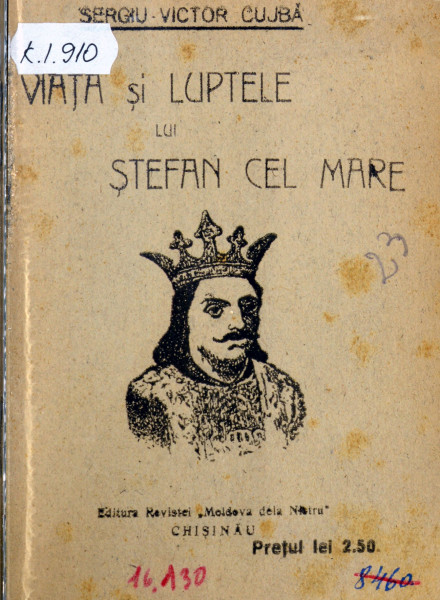 SERGIU-VICTOR CUJBĂ
K.I.910
VIAȚA și LUPTELE
LUI
ȘTEFAN CEL MARE
23
Editura Revistei „Moldova dela Nistru"
CHIȘINĂU
Prețul lei 2.50.
16.130
8460